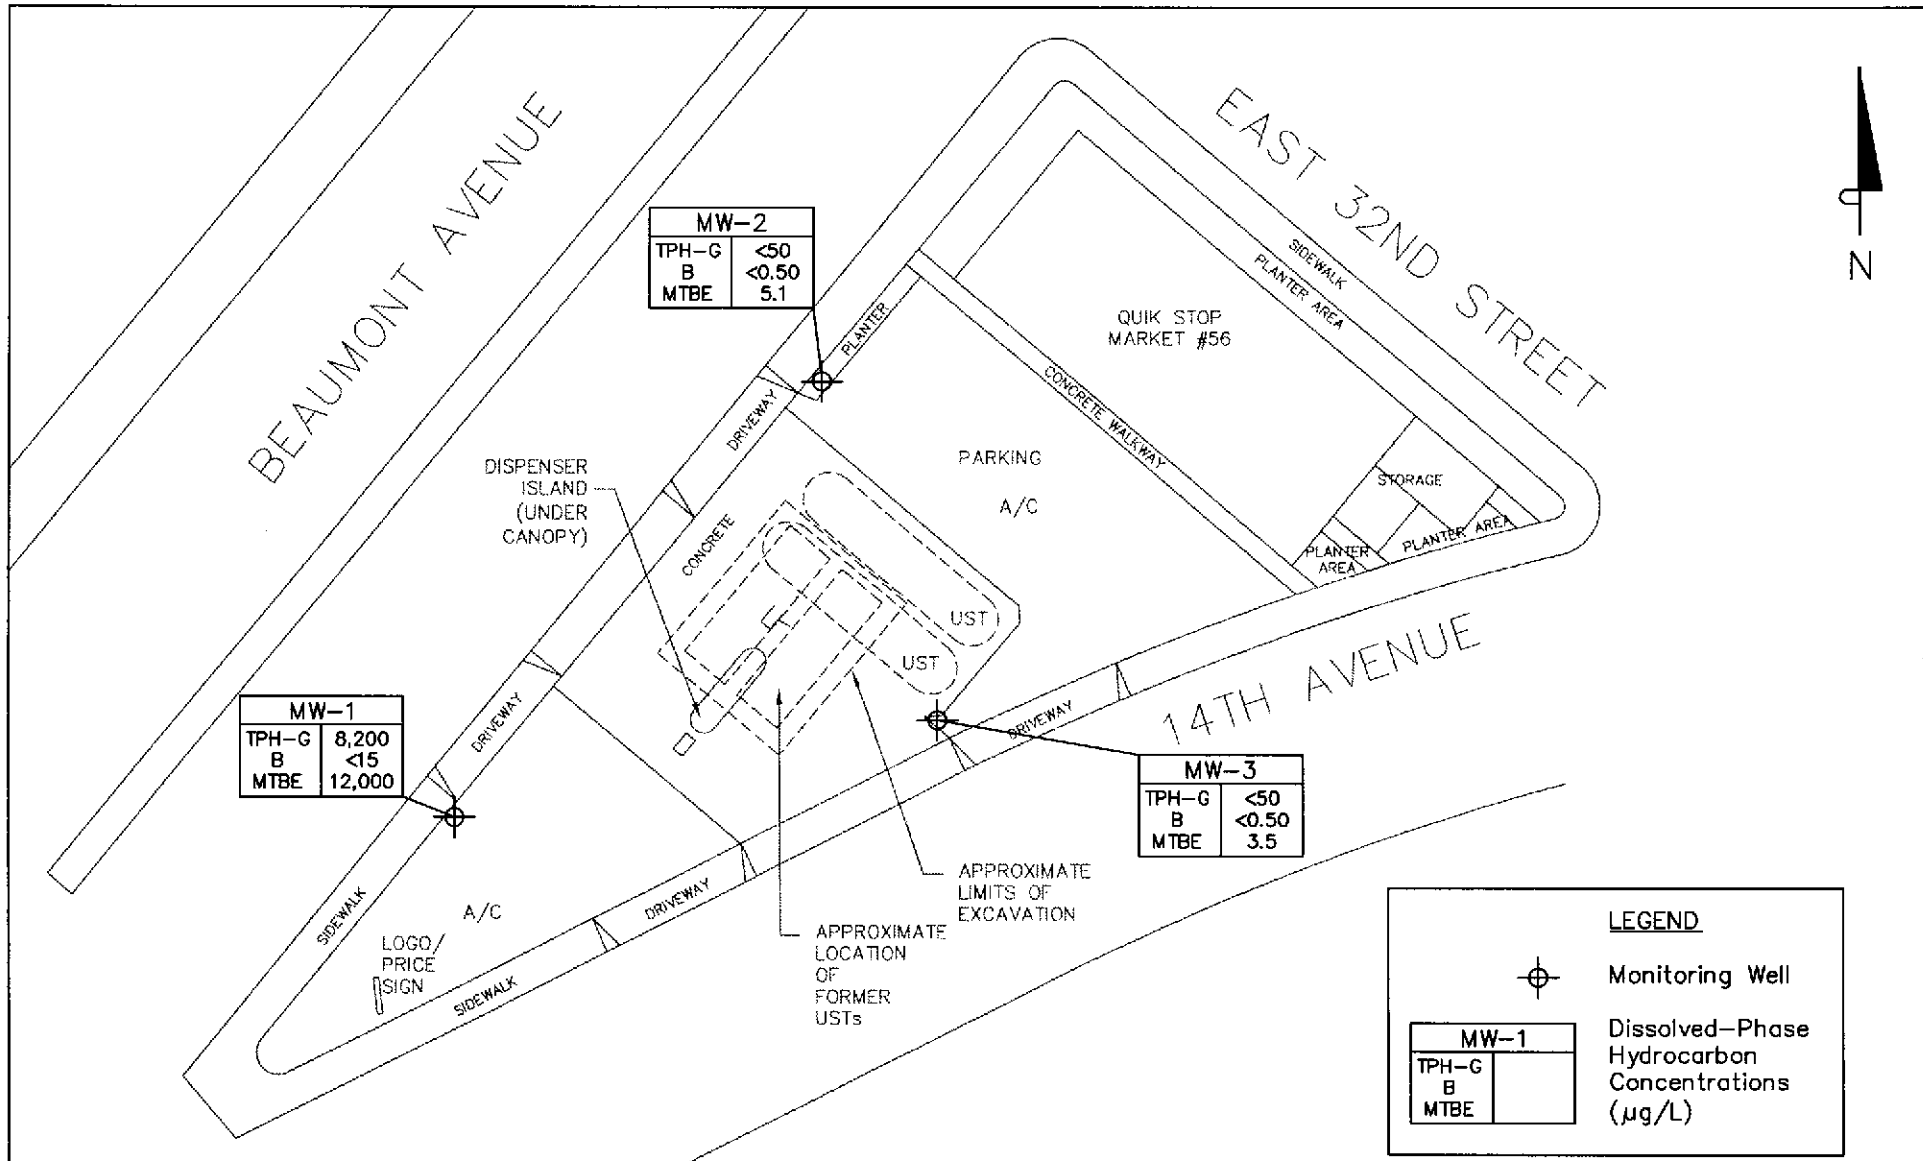 EAST 32ND STREET
BEAUMONT AVENUE
N
MW-2
TPH-G <50
B <0.50
MTBE 5.1
SIDEWALK
PLANTER AREA
PLANTER
QUIK STOP
MARKET #56
CONCRETE WALKWAY
DRIVEWAY
PARKING
A/C
DISPENSER
ISLAND
(UNDER
CANOPY)
STORAGE
CONCRETE
PLANTER AREA
PLANTER
AREA
UST
UST
14TH AVENUE
MW-1
TPH-G 8,200
B <15
MTBE 12,000
DRIVEWAY
DRIVEWAY
MW-3
TPH-G <50
B <0.50
MTBE 3.5
APPROXIMATE
LIMITS OF
EXCAVATION
DRIVEWAY
SIDEWALK
A/C
LOGO/
PRICE
SIGN
SIDEWALK
APPROXIMATE
LOCATION
OF
FORMER
USTs
LEGEND
Monitoring Well
MW-1
TPH-G
B
MTBE
Dissolved-Phase
Hydrocarbon
Concentrations
(µg/L)